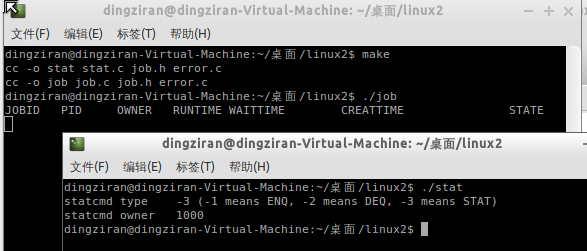 dingziran@dingziran-Virtual-Machine: ~/桌面/linux2
文件(F) 编辑(E) 标签(T) 帮助(H)
dingziran@dingziran-Virtual-Machine:~/桌面/linux2$ make
cc -o stat stat.c job.h error.c
cc -o job job.c job.h error.c
dingziran@dingziran-Virtual-Machine:~/桌面/linux2$ ./job
JOBID PID OWNER RUNTIME WAITTIME CREATTIME STATE
dingziran@dingziran-Virtual-Machine: ~/桌面/linux2
文件(F) 编辑(E) 标签(T) 帮助(H)
dingziran@dingziran-Virtual-Machine:~/桌面/linux2$ ./stat
statcmd type -3 (-1 means ENQ, -2 means DEQ, -3 means STAT)
statcmd owner 1000
dingziran@dingziran-Virtual-Machine:~/桌面/linux2$